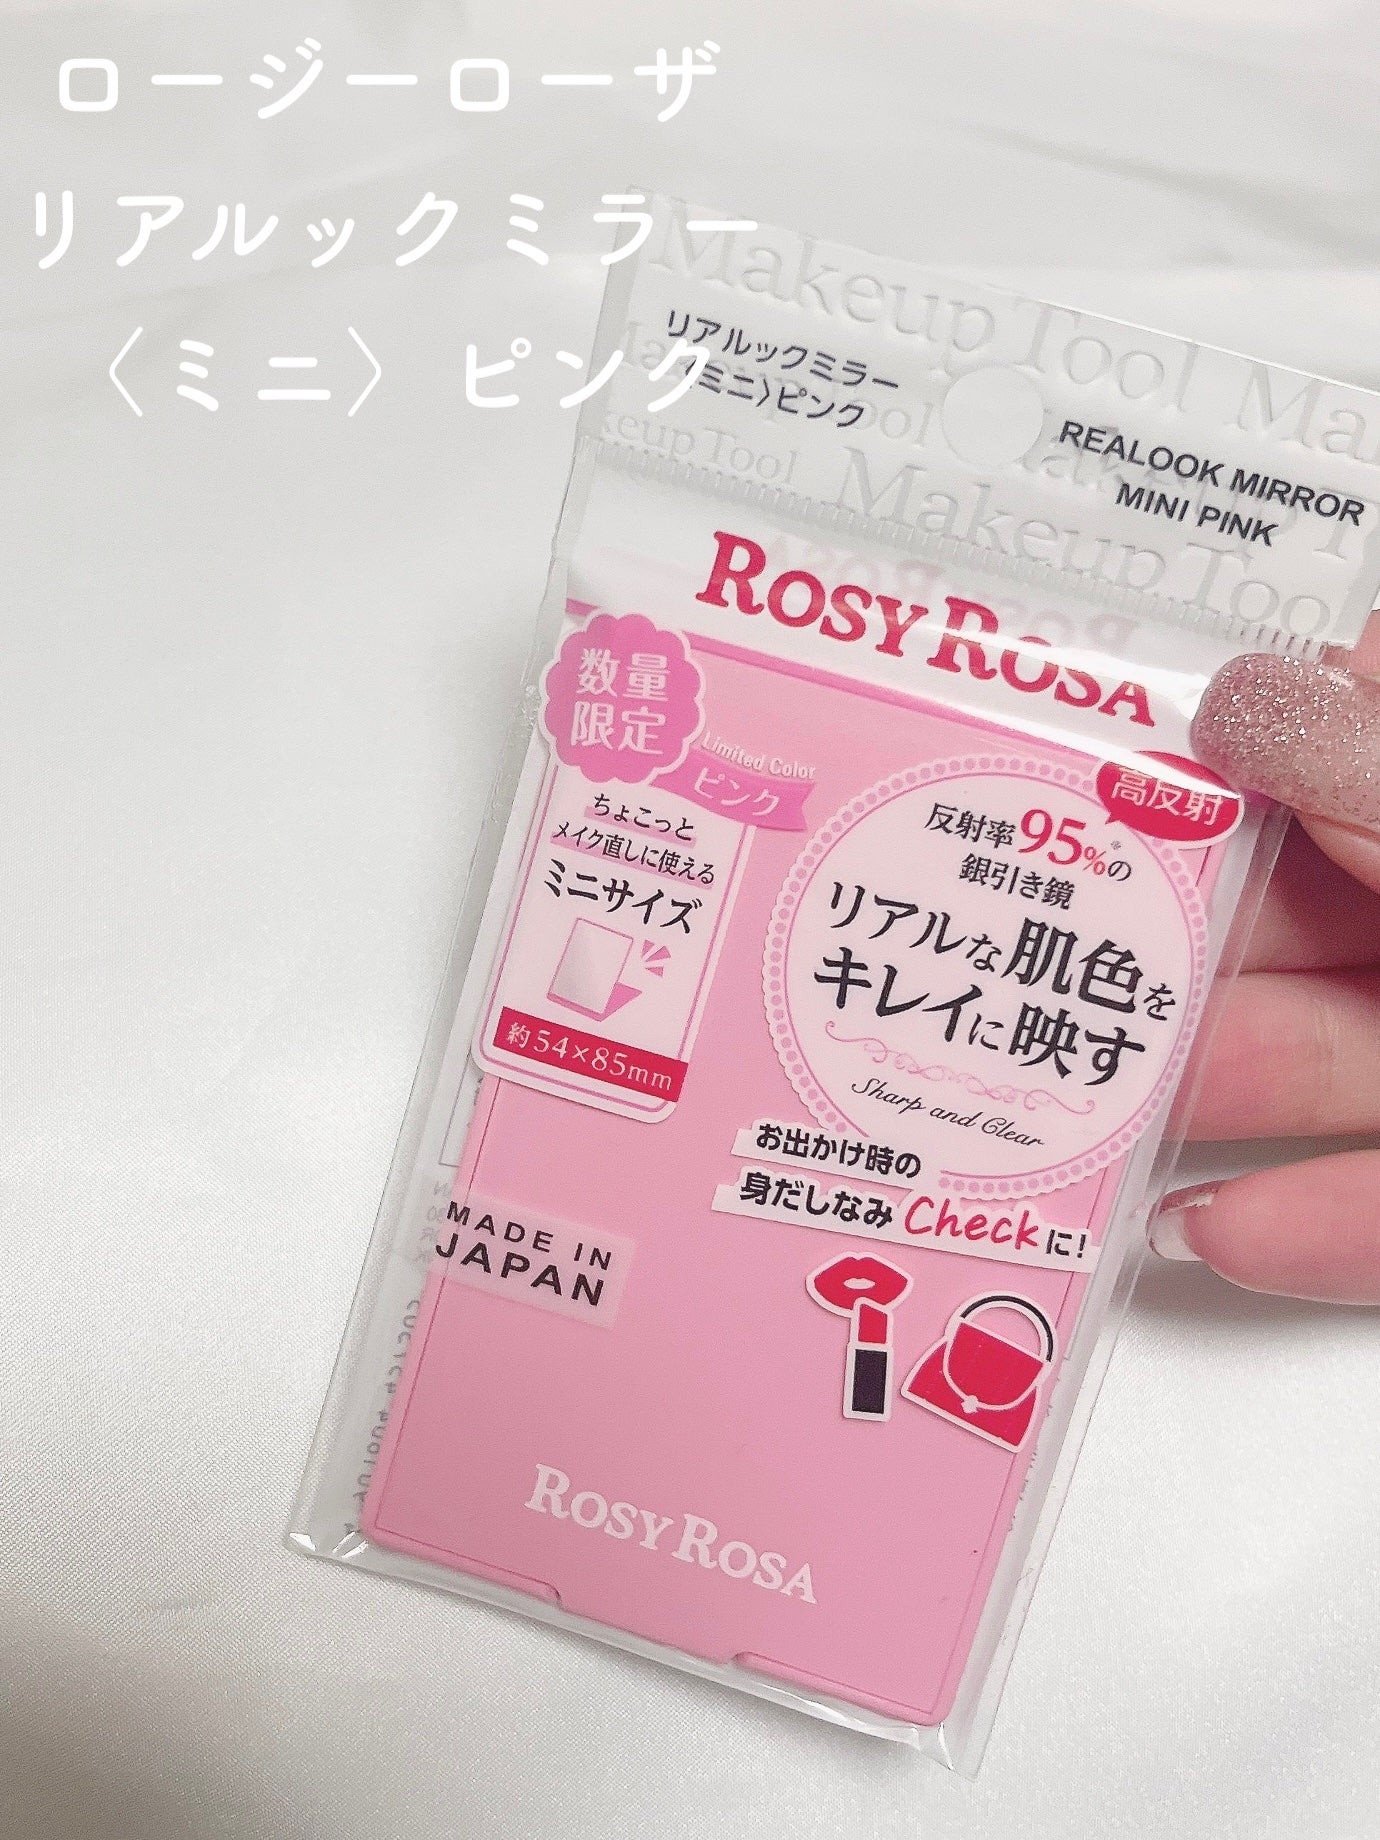 ロージーローザ
リアルックミラー
〈ミニ〉ピンク
Makeup Tool
リアルックミラー
〈ミニ〉ピンク
REALOOK MIRROR
MINI PINK
Makeup Tool
Makeup Tool
ROSY ROSA
数量
限定
Limited Color
ピンク
ちょこっと
メイク直しに使える
ミニサイズ
約54×85mm
高反射
反射率95%※の
銀引き鏡
リアルな肌色を
キレイに映す
Sharp and Clear
お出かけ時の
身だしなみCheckに!
MADE IN
JAPAN
ROSY ROSA